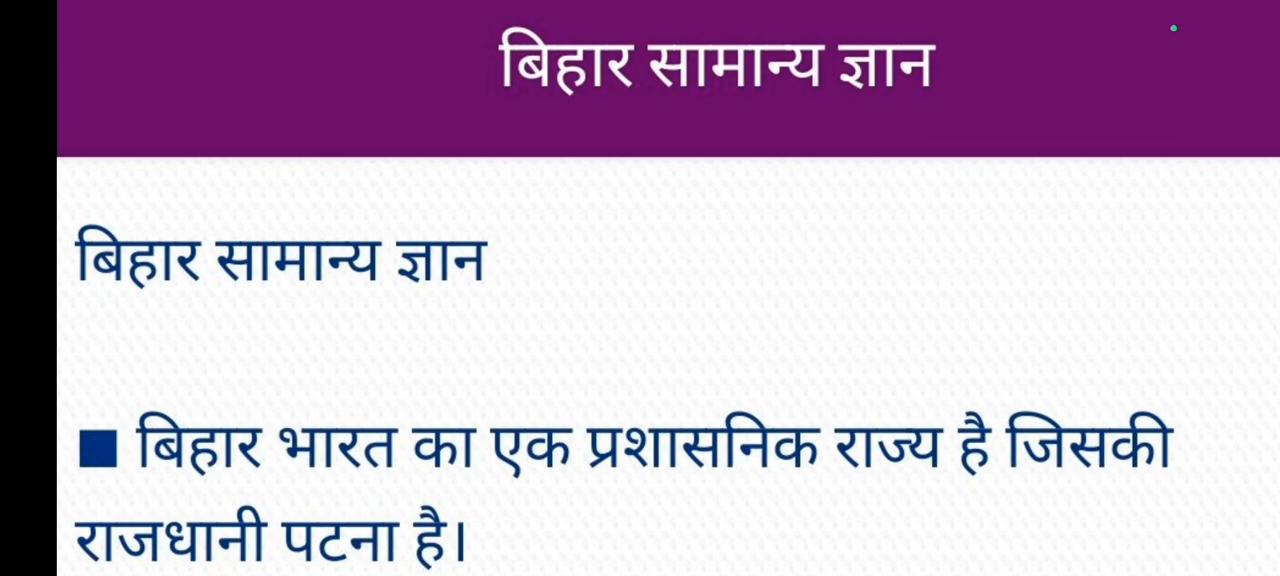 बिहार सामान्य ज्ञान
बिहार सामान्य ज्ञान
■ बिहार भारत का एक प्रशासनिक राज्य है जिसकी
राजधानी पटना है।